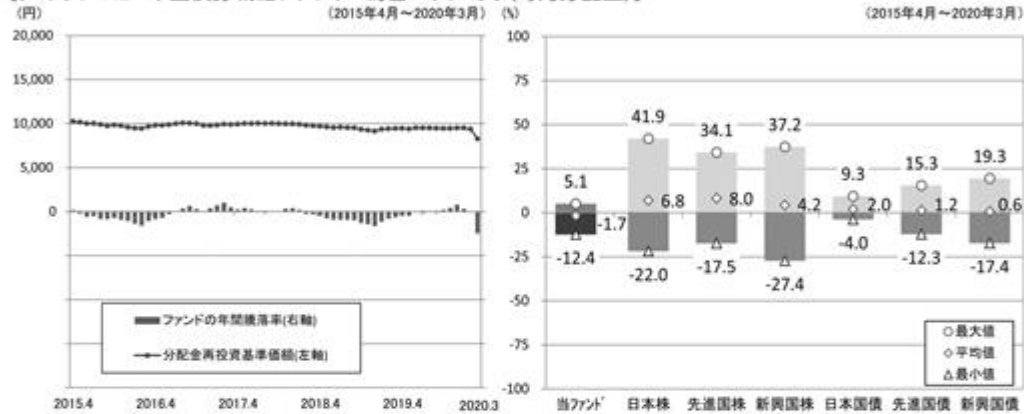 (円)
(2015年4月～2020年3月)
20,000
15,000
10,000
5,000
0
ファンドの年間騰落率(右軸)
分配金再投資基準価額(左軸)
2015.4 2016.4 2017.4 2018.4 2019.4 2020.3
(%)
(2015年4月～2020年3月)
100
75
50
25
0
-25
-50
-75
-100
5.1 41.9 34.1 37.2 9.3 15.3 19.3
-1.7 6.8 8.0 4.2 2.0 1.2 0.6
-12.4 -22.0 -17.5 -27.4 -4.0 -12.3 -17.4
最大値
平均値
最小値
当ファンド 日本株 先進国株 新興国株 日本国債 先進国債 新興国債